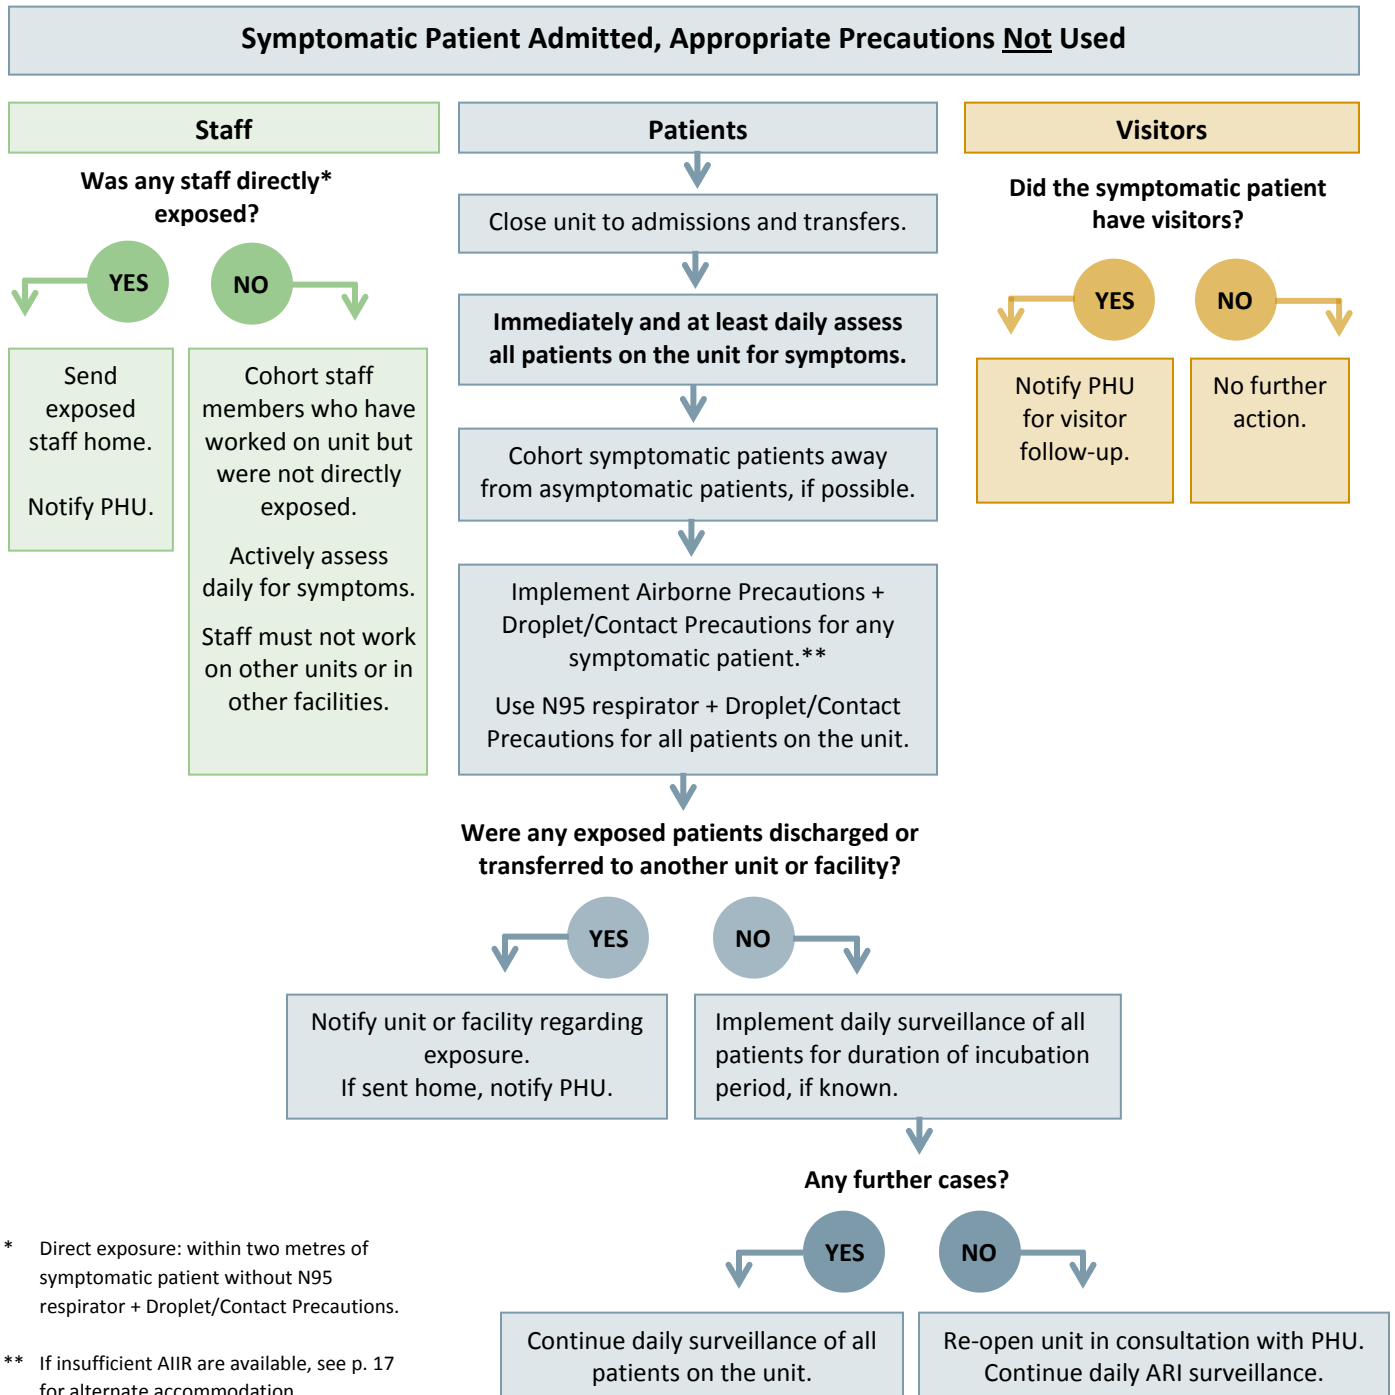 Symptomatic Patient Admitted, Appropriate Precautions Not Used
Staff
Was any staff directly*
exposed?
YES
NO
Send
exposed
staff home.
Notify PHU.
Cohort staff
members who have
worked on unit but
were not directly
exposed.
Actively assess
daily for symptoms.
Staff must not work
on other units or in
other facilities.
Patients
Close unit to admissions and transfers.
Immediately and at least daily assess
all patients on the unit for symptoms.
Cohort symptomatic patients away
from asymptomatic patients, if possible.
Implement Airborne Precautions +
Droplet/Contact Precautions for any
symptomatic patient.**
Use N95 respirator + Droplet/Contact
Precautions for all patients on the unit.
Were any exposed patients discharged or
transferred to another unit or facility?
YES
NO
Notify unit or facility regarding
exposure.
If sent home, notify PHU.
Implement daily surveillance of all
patients for duration of incubation
period, if known.
Any further cases?
YES
NO
Continue daily surveillance of all
patients on the unit.
Re-open unit in consultation with PHU.
Continue daily ARI surveillance.
Visitors
Did the symptomatic patient
have visitors?
YES
NO
Notify PHU
for visitor
follow-up.
No further
action.
* Direct exposure: within two metres of
symptomatic patient without N95
respirator + Droplet/Contact Precautions.
** If insufficient AIIR are available, see p. 17
for alternate accommodation